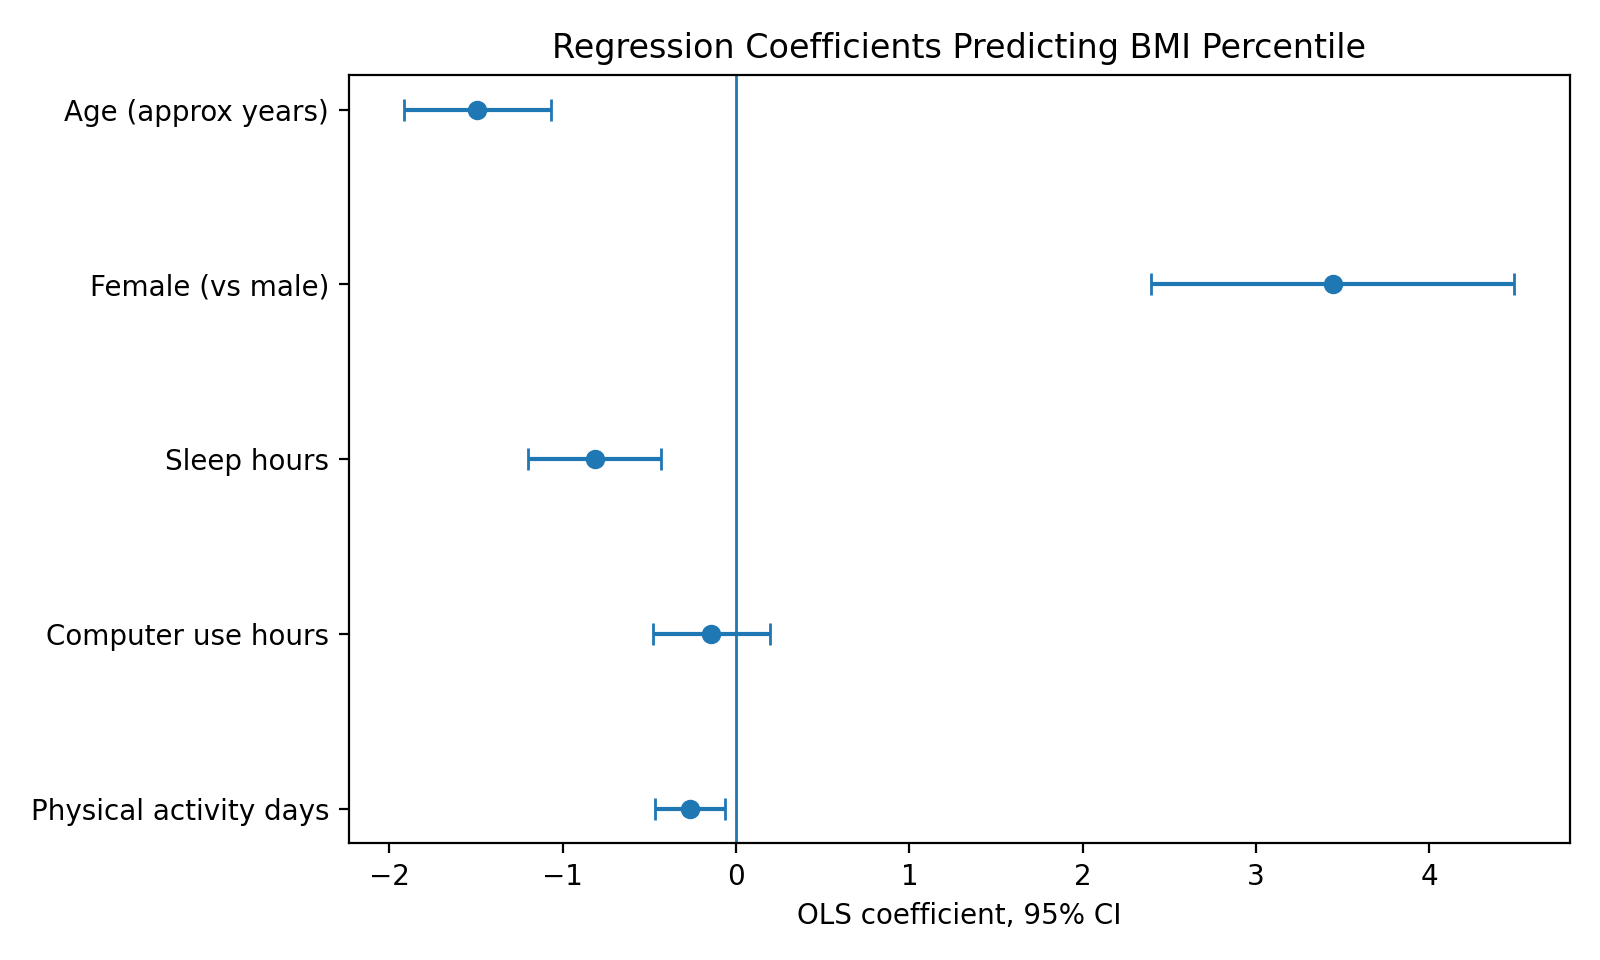 Regression Coefficients Predicting BMI Percentile
Age (approx years)
Female (vs male)
Sleep hours
Computer use hours
Physical activity days
−2 −1 0 1 2 3 4
OLS coefficient, 95% CI